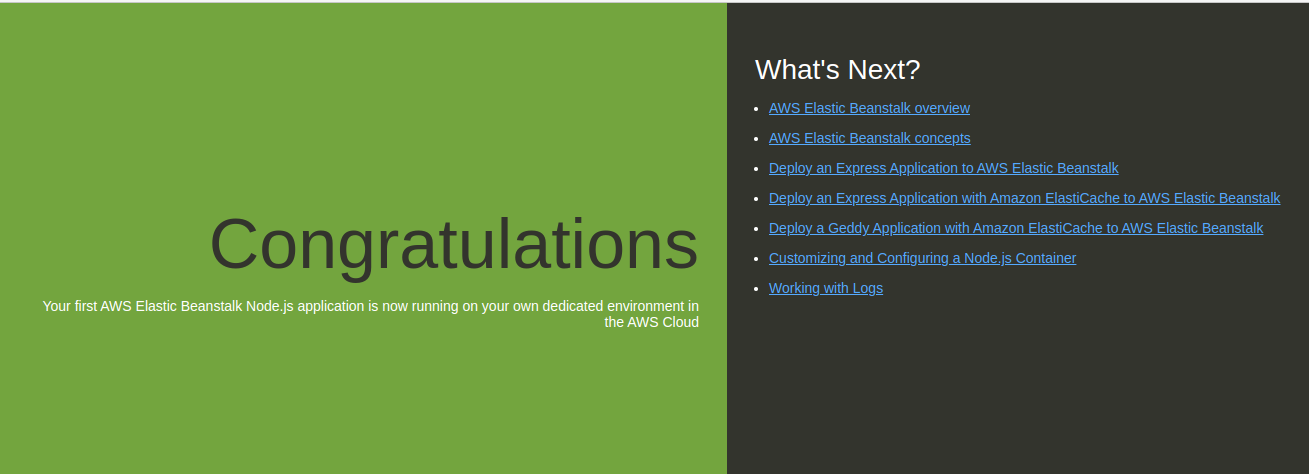 Congratulations
Your first AWS Elastic Beanstalk Node.js application is now running on your own dedicated environment in
the AWS Cloud
What's Next?
AWS Elastic Beanstalk overview
AWS Elastic Beanstalk concepts
Deploy an Express Application to AWS Elastic Beanstalk
Deploy an Express Application with Amazon ElastiCache to AWS Elastic Beanstalk
Deploy a Geddy Application with Amazon ElastiCache to AWS Elastic Beanstalk
Customizing and Configuring a Node.js Container
Working with Logs